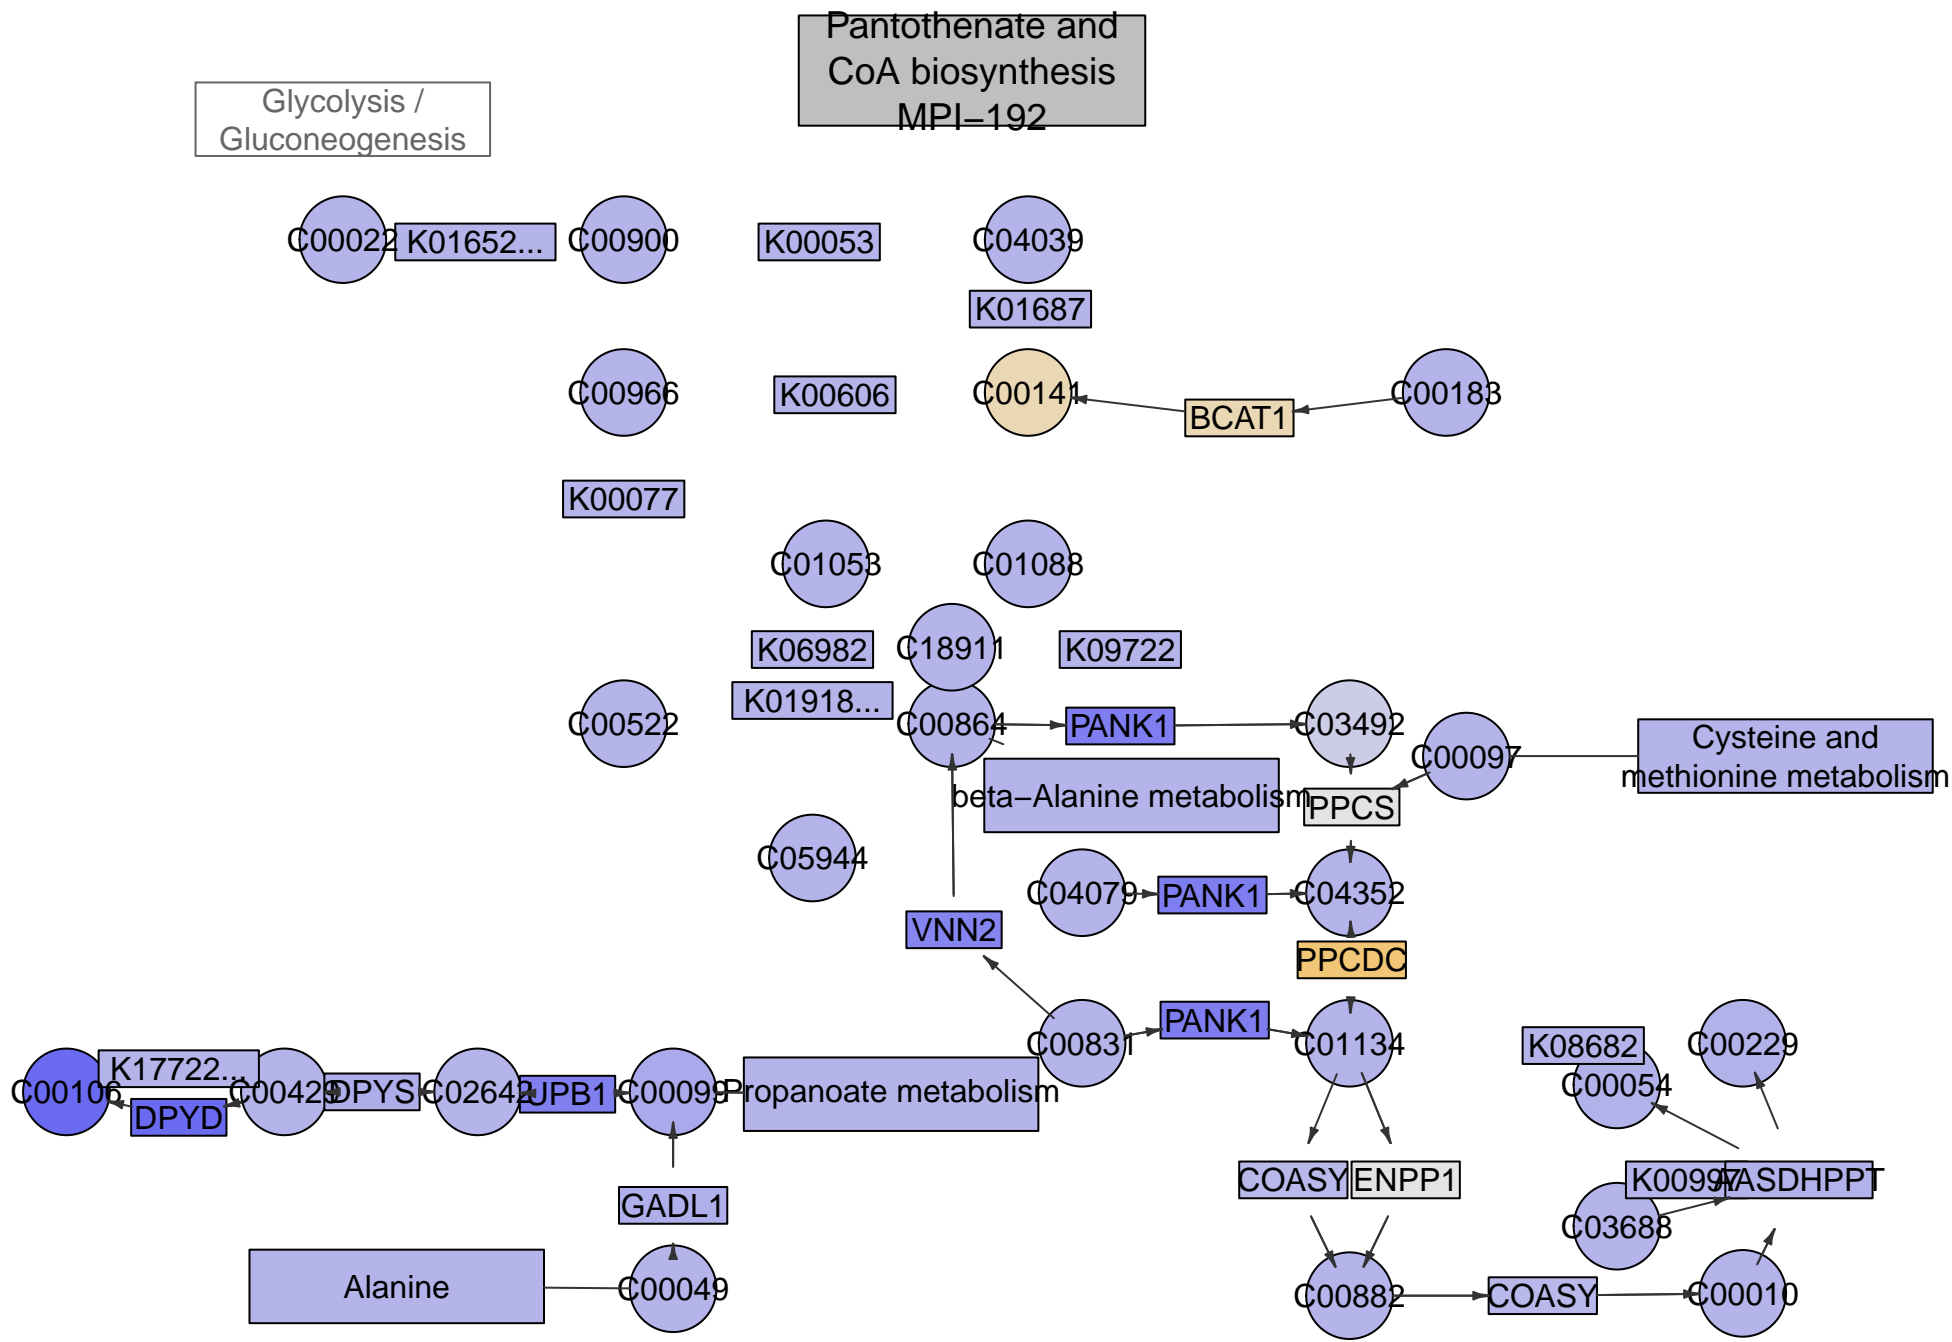 Pantothenate and
CoA biosynthesis
MPI−192
Glycolysis /
Gluconeogenesis
C00022
K01652...
C00900
K00053
C04039
K01687
C00966
K00606
C00141
BCAT1
C00183
K00077
C01053
C01088
K06982
C18911
K09722
K01918...
C00522
C00864
PANK1
C03492
C00097
Cysteine and
methionine metabolism
beta−Alanine metabolism
PPCS
C05944
C04079
PANK1
C04352
VNN2
PPCDC
C00831
PANK1
C01134
K08682
C00229
C00054
K17722...
C00106
DPYD
C00429
DPYS
C02642
UPB1
C00099
Propanoate metabolism
COASY
ENPP1
K00997
AASDHPPT
GADL1
C03688
Alanine
C00049
C00882
COASY
C00010